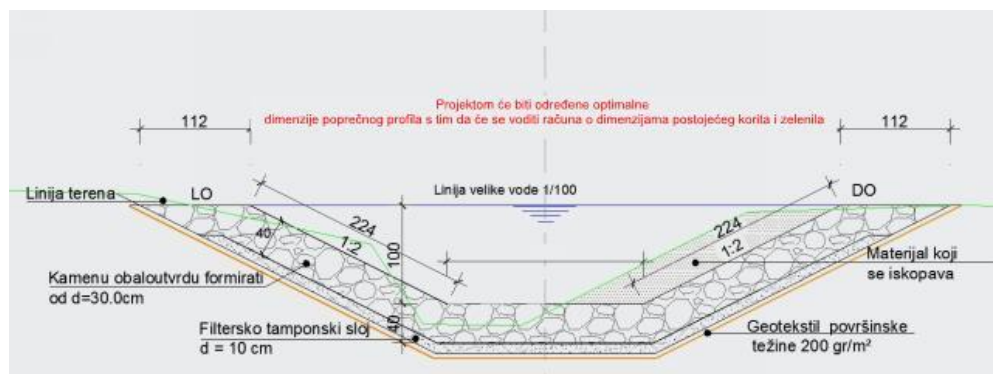 Projektom će biti određene optimalne
dimenzije poprečnog profila s tim da će se voditi računa o dimenzijama postojećeg korita i zelenila
112
112
Linija terena
LO
Linija velike vode 1/100
DO
40
224
1:2
100
224
1:2
Kamenu obaloutvrdu formirati
od d=30.0cm
Materijal koji
se iskopava
40
Filtersko tamponski sloj
d = 10 cm
Geotekstil površinske
težine 200 gr/m²